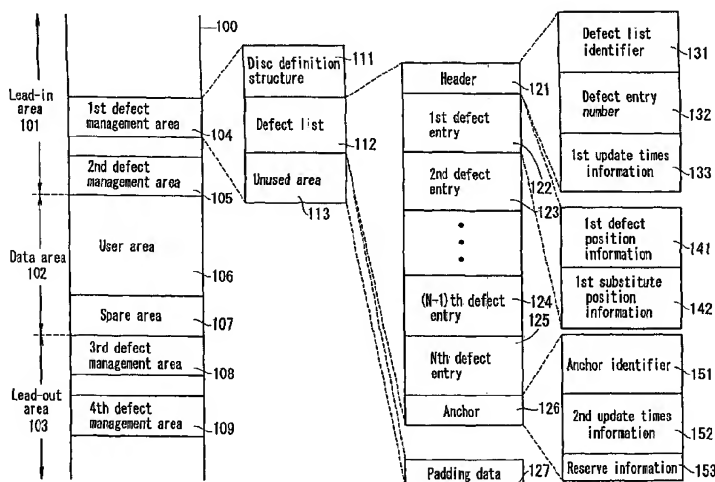 100
Lead-in
area
101
1st defect
management area
104
2nd defect
management area
105
Data area
102
User area
106
Spare area
107
Lead-out
area
103
3rd defect
management area
108
4th defect
management area
109
111
Disc definition
structure
Defect list
112
Unused area
113
Header
121
1st defect
entry
122
2nd defect
entry
123
(N-1)th defect
entry
124
125
Nth defect
entry
Anchor
126
Padding data
127
Defect list
identifier
131
Defect entry
number
132
1st update times
information
133
1st defect
position
information
141
1st substitute
position
information
142
Anchor identifier
151
2nd update times
information
152
Reserve information
153